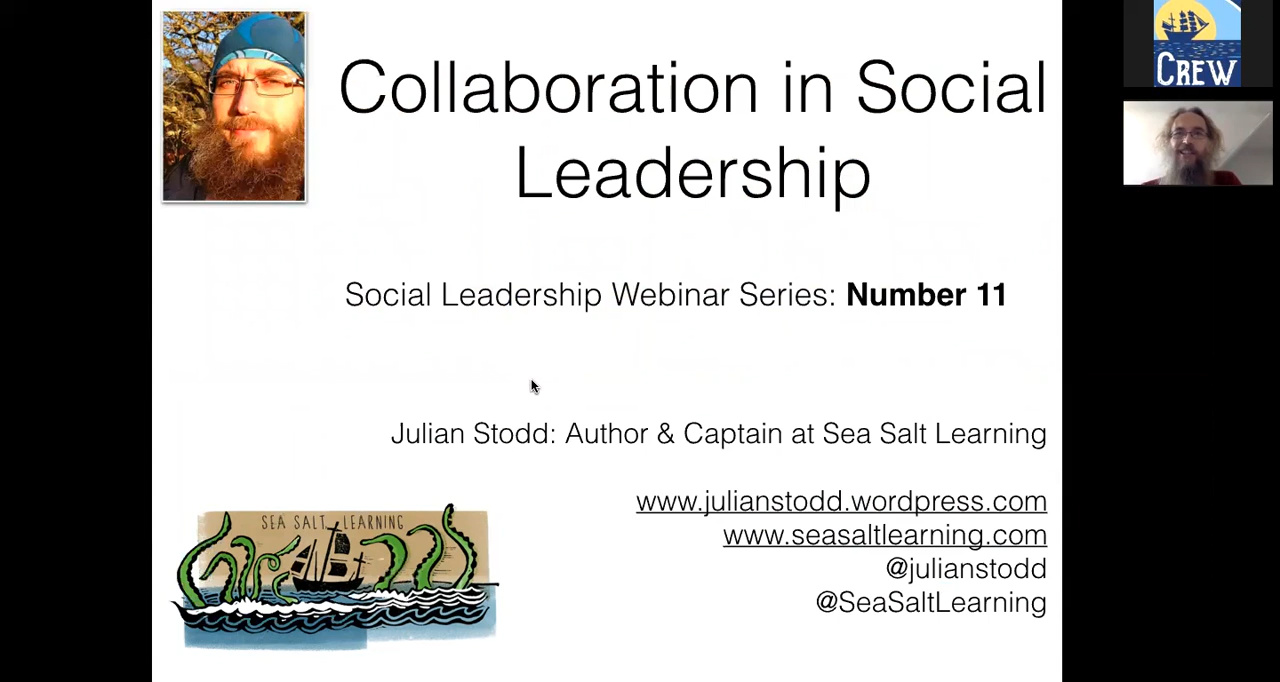 Collaboration in Social
Leadership
Social Leadership Webinar Series: Number 11
Julian Stodd: Author & Captain at Sea Salt Learning
www.julianstodd.wordpress.com
www.seasaltlearning.com
@julianstodd
@SeaSaltLearning
SEA SALT LEARNING
CREW